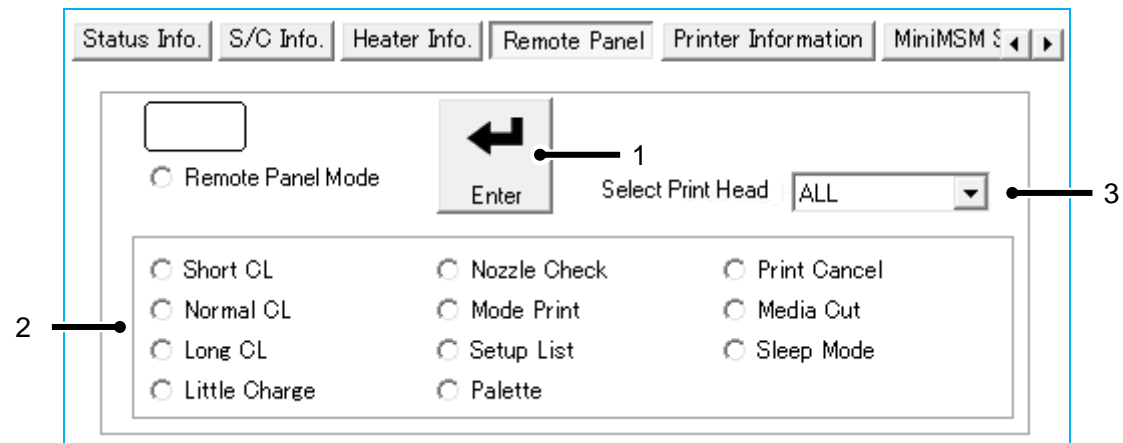 Status Info. S/C Info. Heater Info. Remote Panel Printer Information MiniMSM S
1
Remote Panel Mode Enter Select Print Head ALL 3
Short CL Nozzle Check Print Cancel
Normal CL Mode Print Media Cut
2
Long CL Setup List Sleep Mode
Little Charge Palette